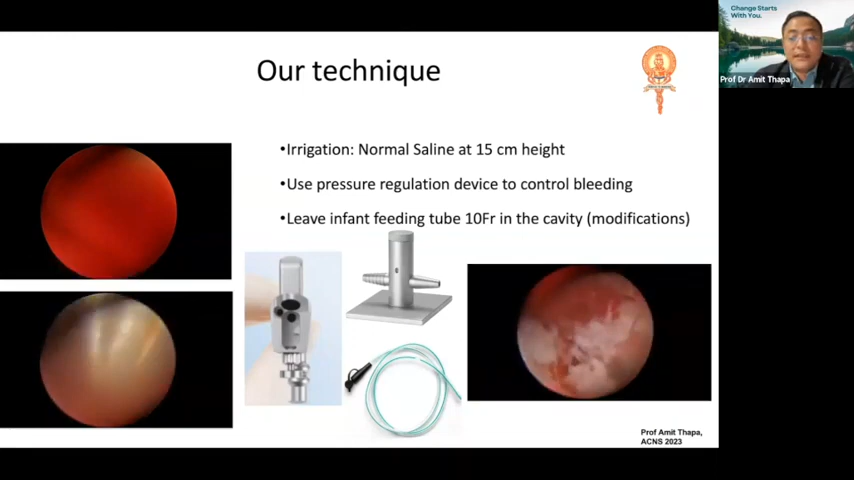 Our technique
Change Starts
With You.
Prof Dr Amit Thapa
•Irrigation: Normal Saline at 15 cm height
•Use pressure regulation device to control bleeding
•Leave infant feeding tube 10Fr in the cavity (modifications)
Prof Amit Thapa,
ACNS 2023